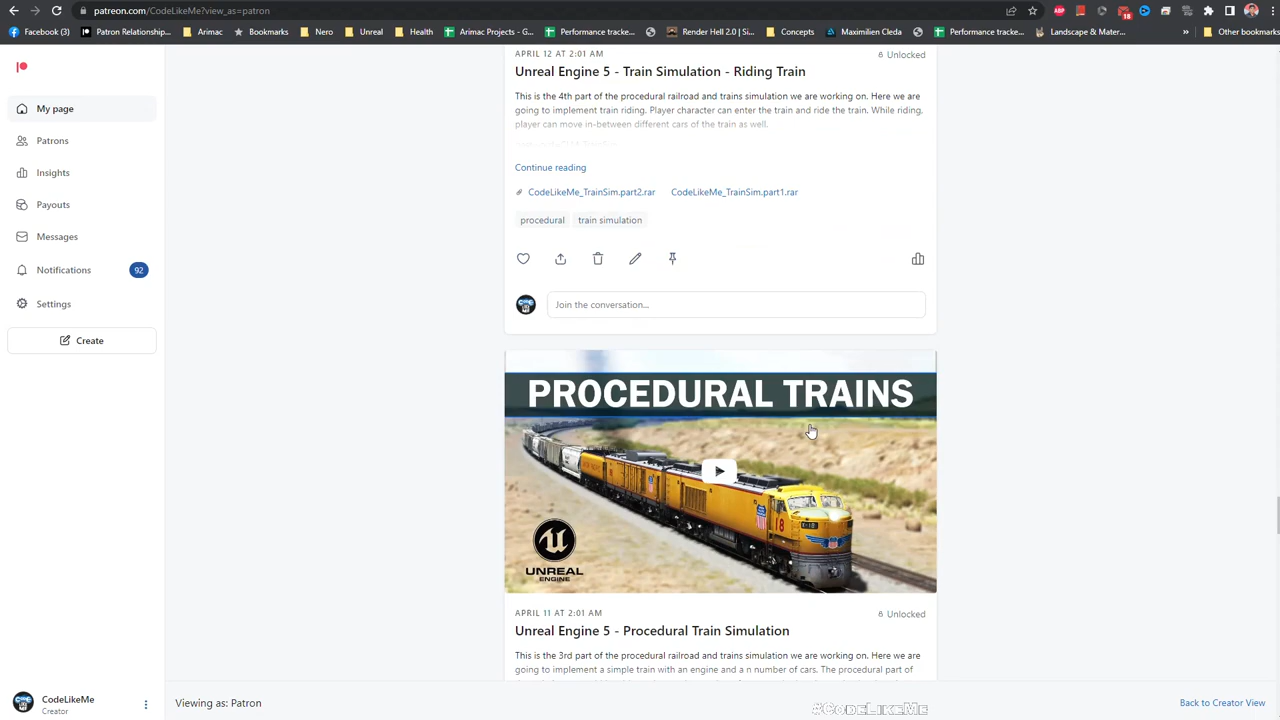 patreon.com/CodeLikeMe?view_as=patron
Facebook (3) Patron Relationship... Arimac Bookmarks Nero Unreal Health Arimac Projects - G... Performance tracke... Render Hell 2.0 | Si... Concepts Maximilien Cleda Performance tracke... Landscape & Mater... » Other bookmarks
ABP 18
My page
Patrons
Insights
Payouts
Messages
Notifications 92
Settings
Create
APRIL 12 AT 2:01 AM Unlocked
Unreal Engine 5 - Train Simulation - Riding Train
This is the 4th part of the procedural railroad and trains simulation we are working on. Here we are
going to implement train riding. Player character can enter the train and ride the train. While riding,
player can move in-between different cars of the train as well.
Continue reading
CodeLikeMe_TrainSim.part2.rar CodeLikeMe_TrainSim.part1.rar
procedural train simulation
Join the conversation...
PROCEDURAL TRAINS
18
UNREAL
ENGINE
APRIL 11 AT 2:01 AM Unlocked
Unreal Engine 5 - Procedural Train Simulation
This is the 3rd part of the procedural railroad and trains simulation we are working on. Here we are
going to implement a simple train with an engine and a n number of cars. The procedural part of
CodeLikeMe
Creator
Viewing as: Patron
#CodeLikeMe
Back to Creator View